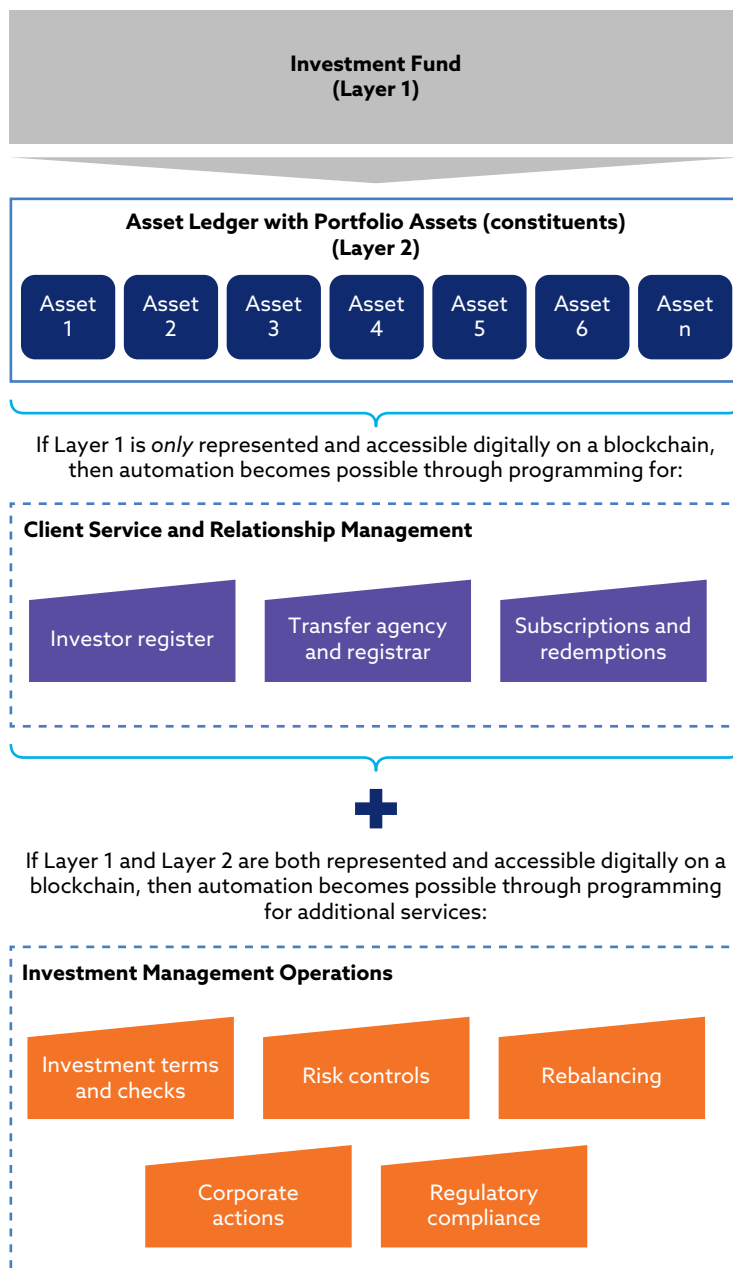 Investment Fund
(Layer 1)
Asset Ledger with Portfolio Assets (constituents)
(Layer 2)
Asset
1
Asset
2
Asset
3
Asset
4
Asset
5
Asset
6
Asset
n
If Layer 1 is only represented and accessible digitally on a blockchain,
then automation becomes possible through programming for:
Client Service and Relationship Management
Investor register
Transfer agency
and registrar
Subscriptions and
redemptions
If Layer 1 and Layer 2 are both represented and accessible digitally on a
blockchain, then automation becomes possible through programming
for additional services:
Investment Management Operations
Investment terms
and checks
Risk controls
Rebalancing
Corporate
actions
Regulatory
compliance